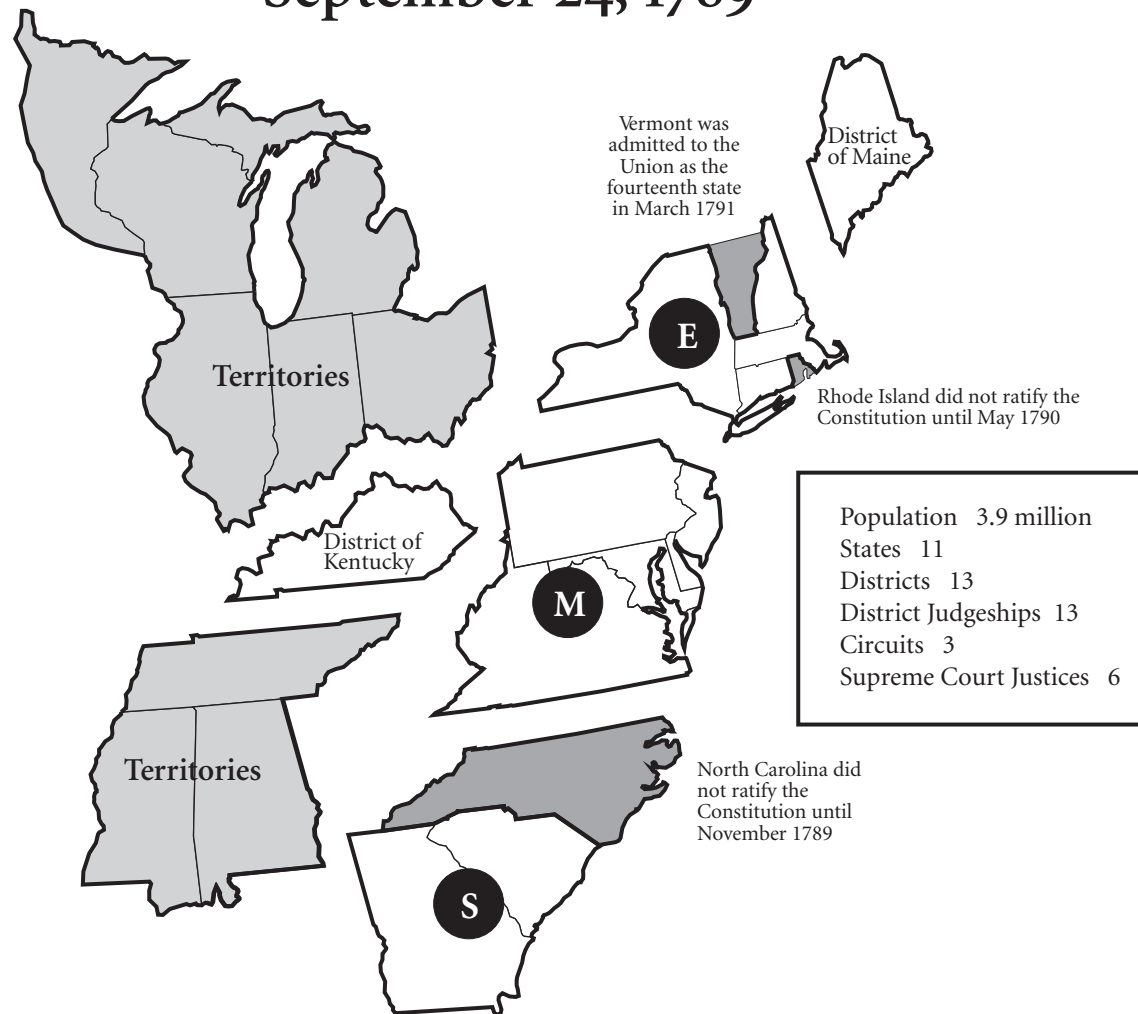 September 24, 1789
Vermont was
admitted to the
Union as the
fourteenth state
in March 1791
District
of Maine
E
Territories
Rhode Island did not ratify the
Constitution until May 1790
District of
Kentucky
M
Population 3.9 million
States 11
Districts 13
District Judgeships 13
Circuits 3
Supreme Court Justices 6
Territories
North Carolina did
not ratify the
Constitution until
November 1789
S